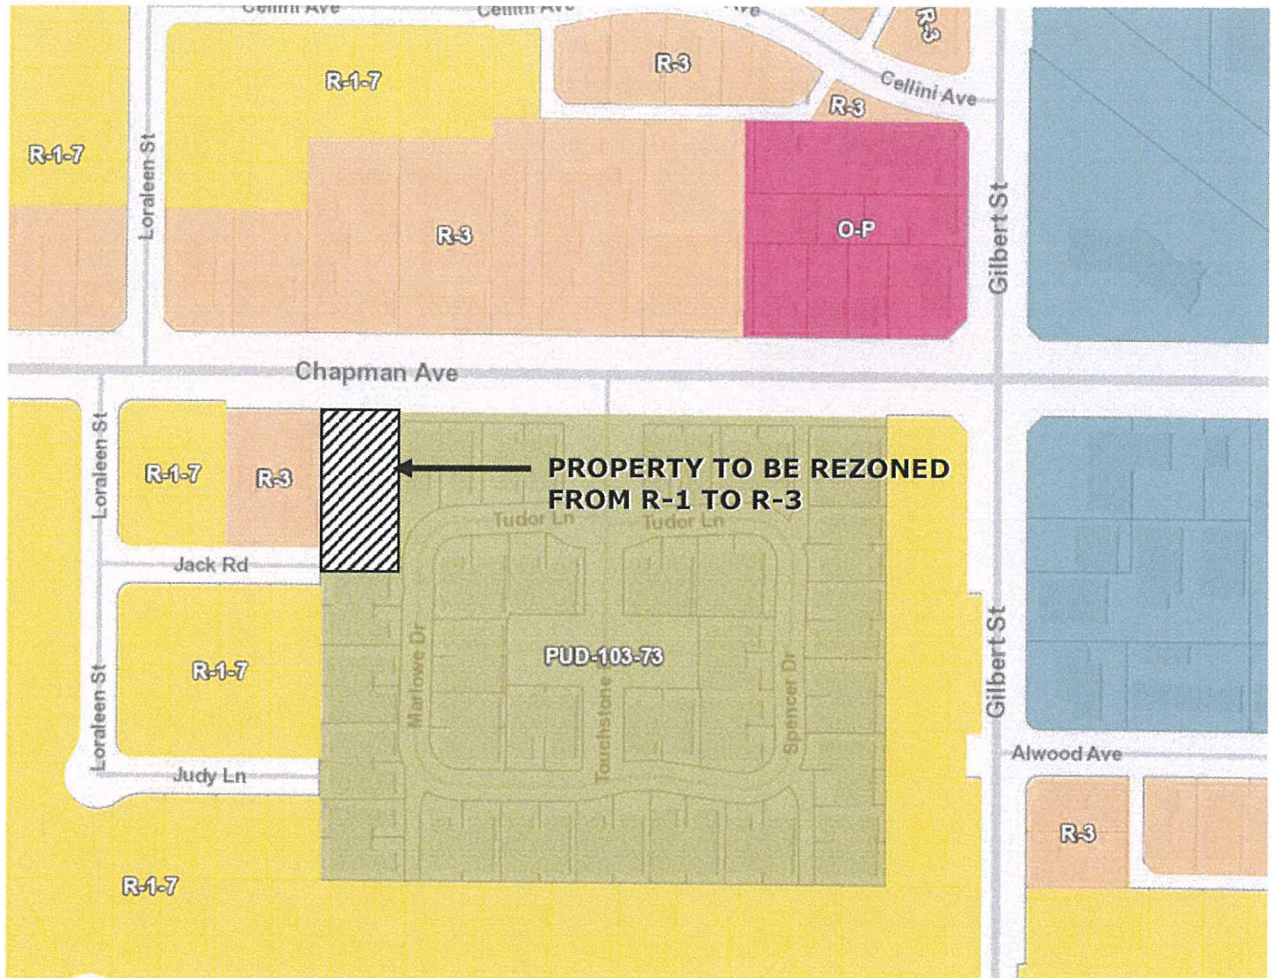 Cellini Ave
Cellini Ave
Ave
R-3
R-3
R-1-7
Cellini Ave
R-3
R-1-7
Loraleen St
Gilbert St
R-3
O-P
Chapman Ave
Loraleen St
R-1-7
R-3
PROPERTY TO BE REZONED
FROM R-1 TO R-3
Tudor Ln
Tudor Ln
Jack Rd
PUD-103-73
R-1-7
Marlowe Dr
Touchstone
Spencer Dr
Gilbert St
Loraleen St
Alwood Ave
Judy Ln
R-3
R-1-7